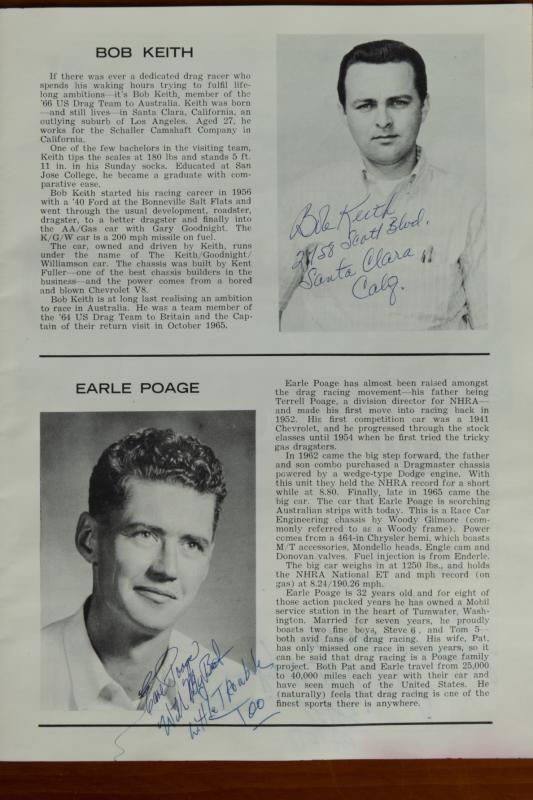 BOB KEITH
If there was ever a dedicated drag racer who
spends his waking hours trying to fulfil life-
long ambitions—it's Bob Keith, member of the
'66 US Drag Team to Australia. Keith was born
—and still lives—in Santa Clara, California, an
outlying suburb of Los Angeles. Aged 27, he
works for the Schaller Camshaft Company in
California.
One of the few bachelors in the visiting team,
Keith tips the scales at 180 lbs and stands 5 ft.
11 in. in his Sunday socks. Educated at San
Jose College, he became a graduate with com-
parative ease.
Bob Keith started his racing career in 1956
with a '40 Ford at the Bonneville Salt Flats and
went through the usual development, roadster,
dragster, to a better dragster and finally into
the AA/Gas car with Gary Goodnight. The
K/G/W car is a 200 mph missile on fuel.
The car, owned and driven by Keith, runs
under the name of The Keith/Goodnight/
Williamson car. The chassis was built by Kent
Fuller—one of the best chassis builders in the
business—and the power comes from a bored
and blown Chevrolet V8.
Bob Keith is at long last realising an ambition
to race in Australia. He was a team member of
the '64 US Drag Team to Britain and the Cap-
tain of their return visit in October 1965.
Bob Keith
2158 Scott Blvd.
Santa Clara
EARLE POAGE
Earle Poage has almost been raised amongst
the drag racing movement—his father being
Terrell Poage, a division director for NHRA—
and made his first move into racing back in
1952. His first competition car was a 1941
Chevrolet, and he progressed through the stock
classes until 1954 when he first tried the tricky
gas dragsters.
In 1962 came the big step forward, the father
and son combo purchased a Dragmaster chassis
powered by a wedge-type Dodge engine. With
this unit they held the NHRA record for a short
while at 8.80. Finally, late in 1965 came the
big car. The car that Earle Poage is scorching
Australian strips with today. This is a Race Car
Engineering chassis by Woody Gilmore (com-
monly referred to as a Woody frame). Power
comes from a 464-in Chrysler hemi, which boasts
M/T accessories, Mondello heads, Engle cam and
Donovan valves. Fuel injection is from Enderle.
The big car weighs in at 1250 lbs., and holds
the NHRA National ET and mph record (on
gas) at 8.24/190.26 mph.
Earle Poage is 32 years old and for eight of
those action packed years he has owned a Mobil
service station in the heart of Tumwater, Wash-
ington. Married for seven years, he proudly
boasts two fine boys, Steve 6, and Tom 5—
both avid fans of drag racing. His wife, Pat,
has only missed one race in seven years, so it
can be said that drag racing is a Poage family
project. Both Pat and Earle travel from 25,000
to 40,000 miles each year with their car and
have seen much of the United States. He
(naturally) feels that drag racing is one of the
finest sports there is anywhere.
Earle Poage
With My Best
Little Trouble
Too